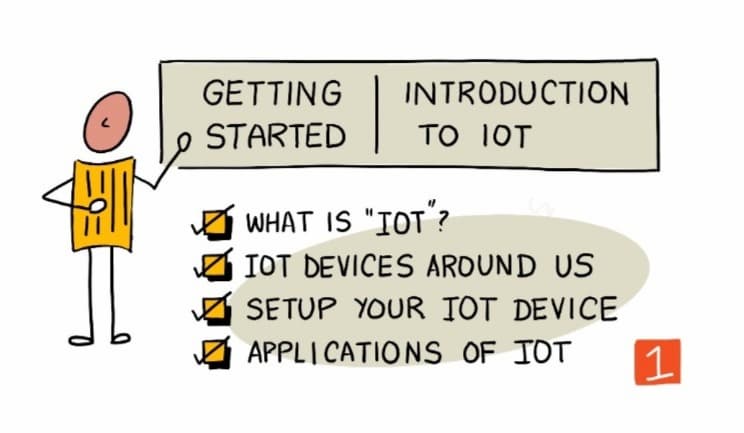 GETTING | INTRODUCTION
STARTED | TO IOT
WHAT IS "IOT"?
IOT DEVICES AROUND US
SETUP YOUR IOT DEVICE
APPLICATIONS OF IOT
1